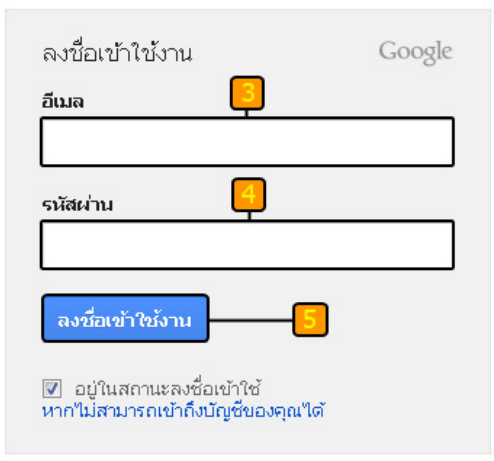 ลงชื่อเข้าใช้งาน Google
3
อีเมล
4
รหัสผ่าน
ลงชื่อเข้าใช้งาน 5
อยู่ในสถานะลงชื่อเข้าใช้
หากไม่สามารถเข้าถึงบัญชีของคุณได้